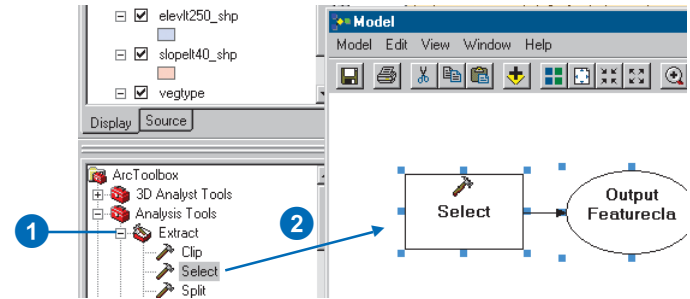 elevlt250_shp
slopelt40_shp
vegtype
Display Source
ArcToolbox
3D Analyst Tools
Analysis Tools
Extract
Clip
Select
Split
1
2
Model
Model Edit View Window Help
Select
Output
Featurecla